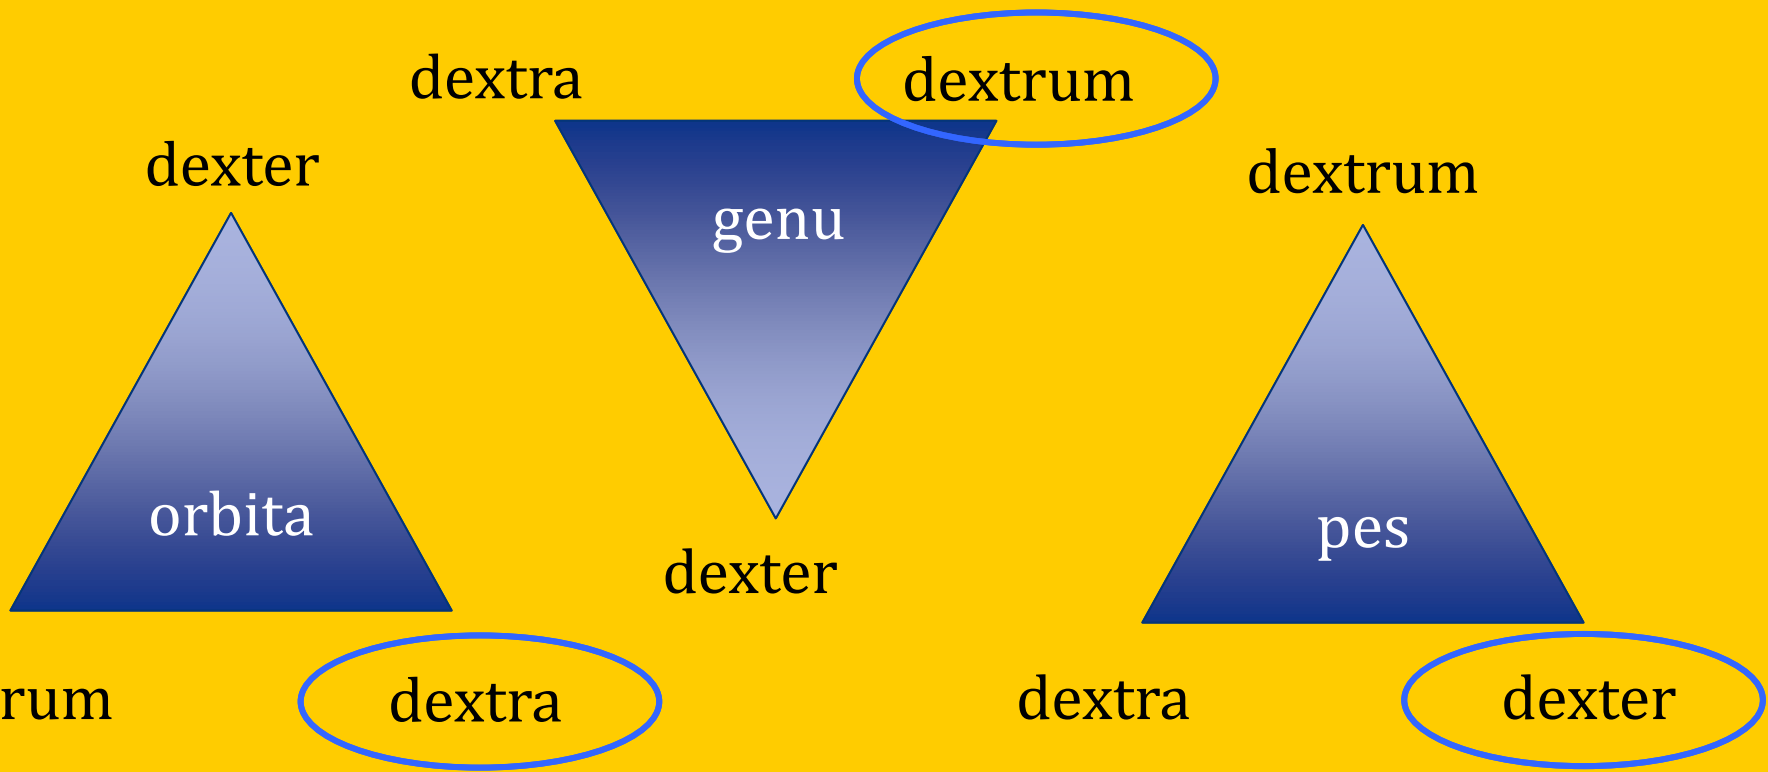 dextra
dextrum
dexter
genu
dextrum
orbita
pes
dexter
rum
dextra
dextra
dexter